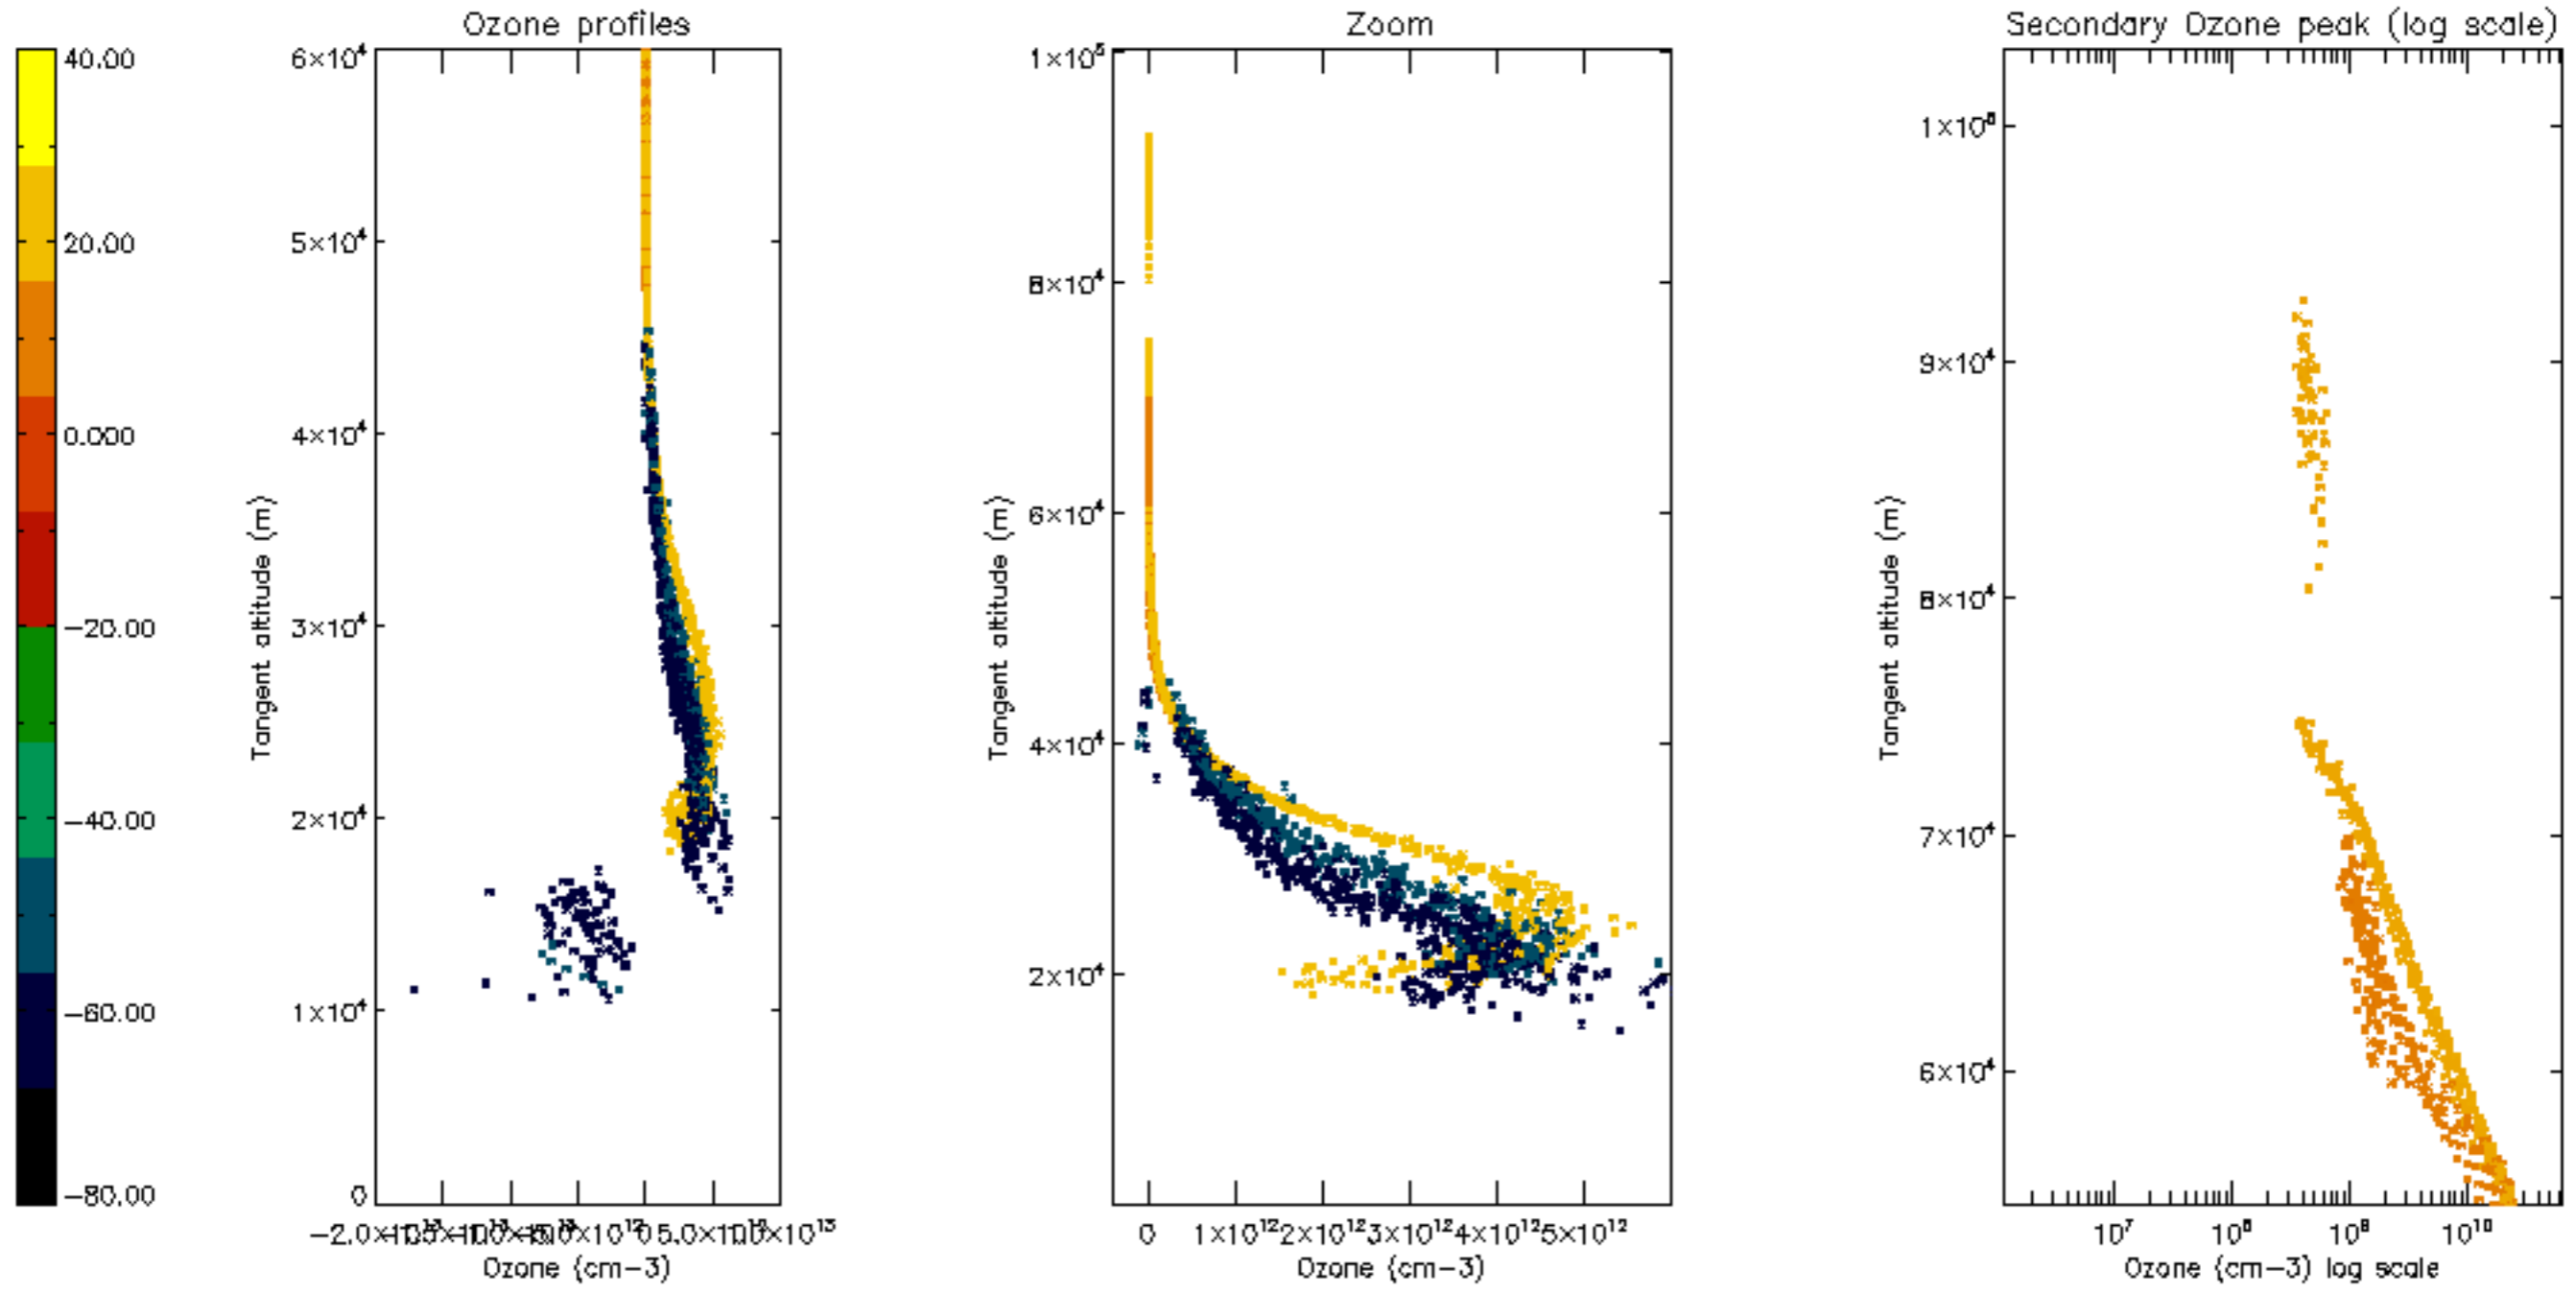 Ozone profiles
Zoom
Secondary Ozone peak (log scale)
40.00
20.00
0.000
−20.00
−40.00
−60.00
−80.00
6×10⁴
5×10⁴
4×10⁴
3×10⁴
2×10⁴
1×10⁴
0
Tangent altitude (m)
Ozone (cm−3)
1×10⁵
8×10⁴
6×10⁴
4×10⁴
2×10⁴
Tangent altitude (m)
0 1×10¹² 2×10¹² 3×10¹² 4×10¹² 5×10¹²
Ozone (cm−3)
9×10⁴
8×10⁴
7×10⁴
6×10⁴
Tangent altitude (m)
10⁷ 10⁸ 10⁹ 10¹⁰
Ozone (cm−3) log scale